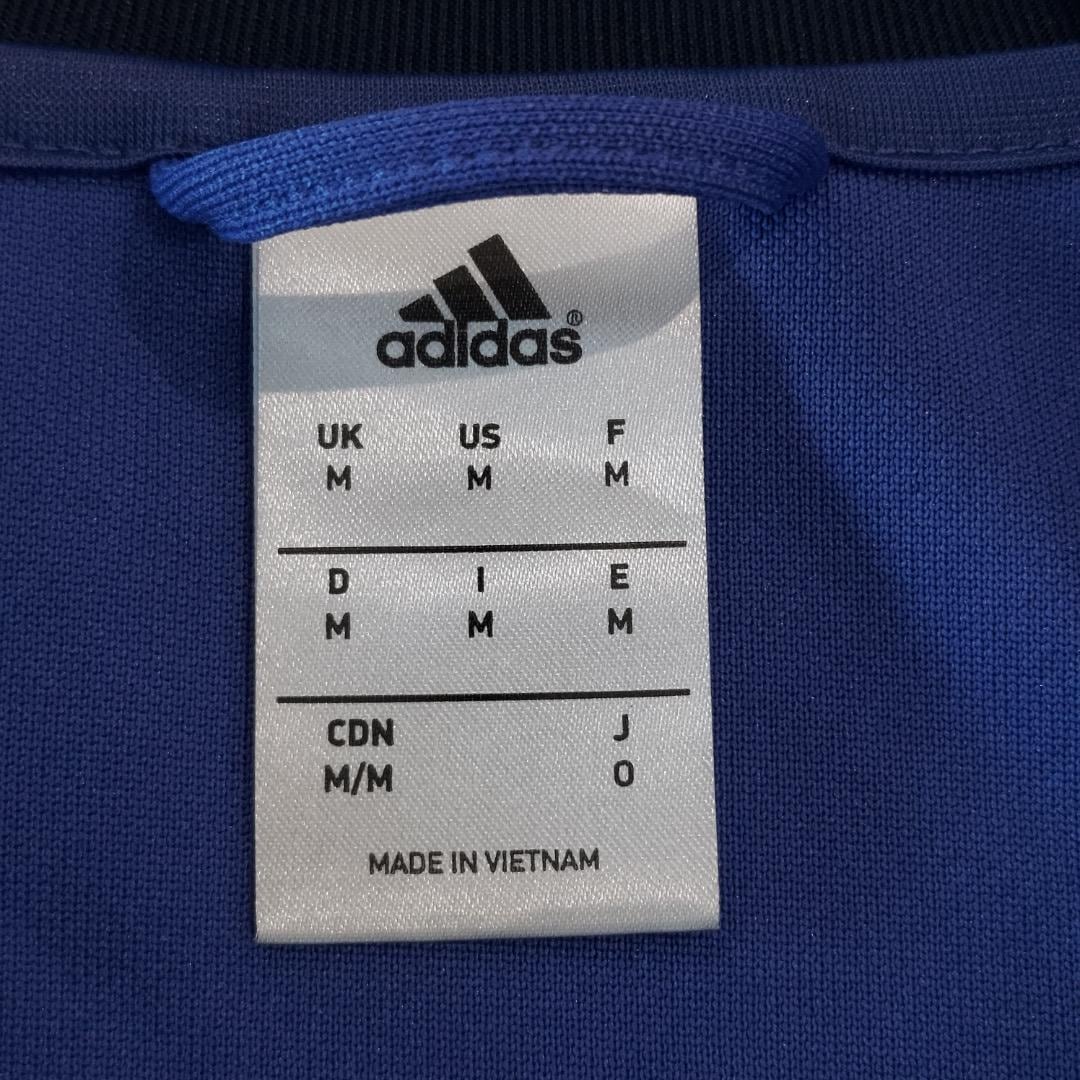 adidas®
UK US F
M M M
D I E
M M M
CDN J
M/M O
MADE IN VIETNAM